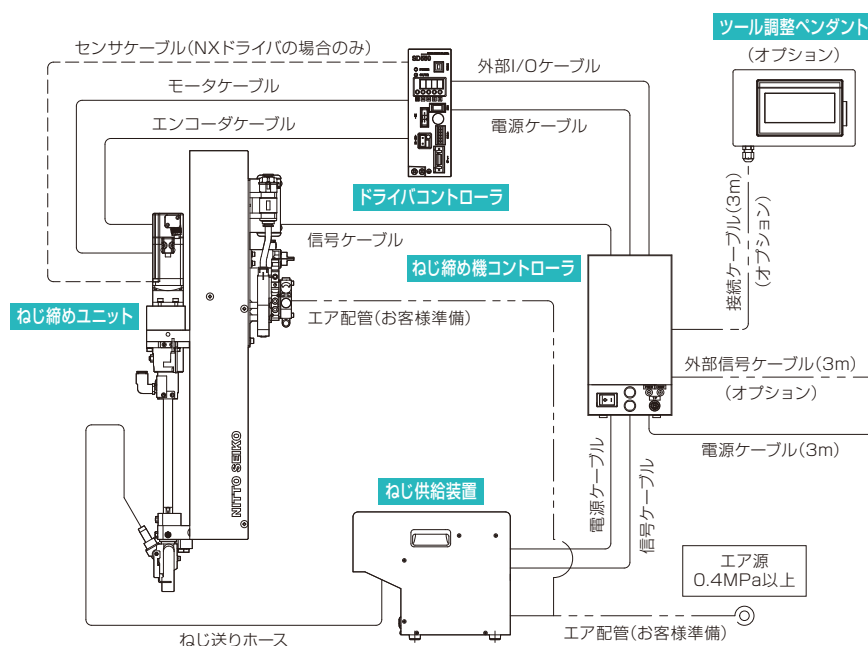 ツール調整ペンダント
(オプション)
センサケーブル(NXドライバの場合のみ)
モータケーブル
エンコーダケーブル
外部I/Oケーブル
電源ケーブル
ドライバコントローラ
信号ケーブル
ねじ締め機コントローラ
接続ケーブル(3m)
(オプション)
ねじ締めユニット
エア配管(お客様準備)
外部信号ケーブル(3m)
(オプション)
電源ケーブル(3m)
NITTO SEIKO
ねじ供給装置
電源ケーブル
信号ケーブル
エア源
0.4MPa以上
エア配管(お客様準備)
ねじ送りホース